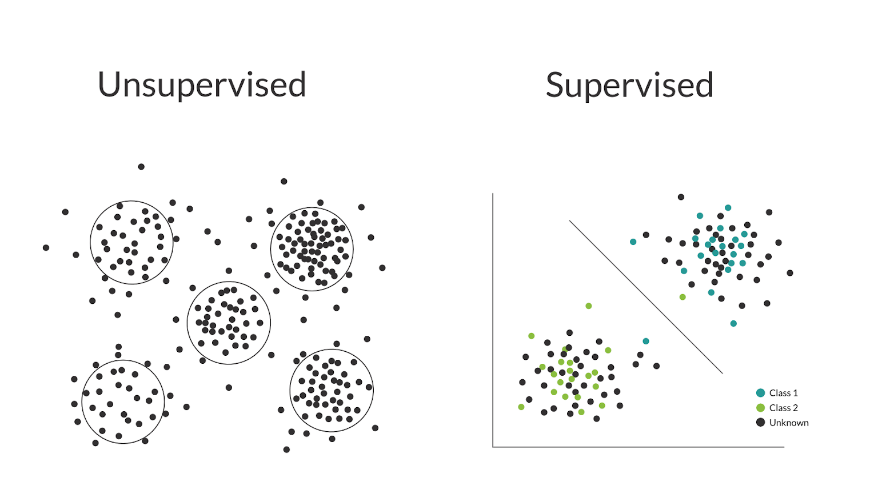 Unsupervised
Supervised
Class 1
Class 2
Unknown